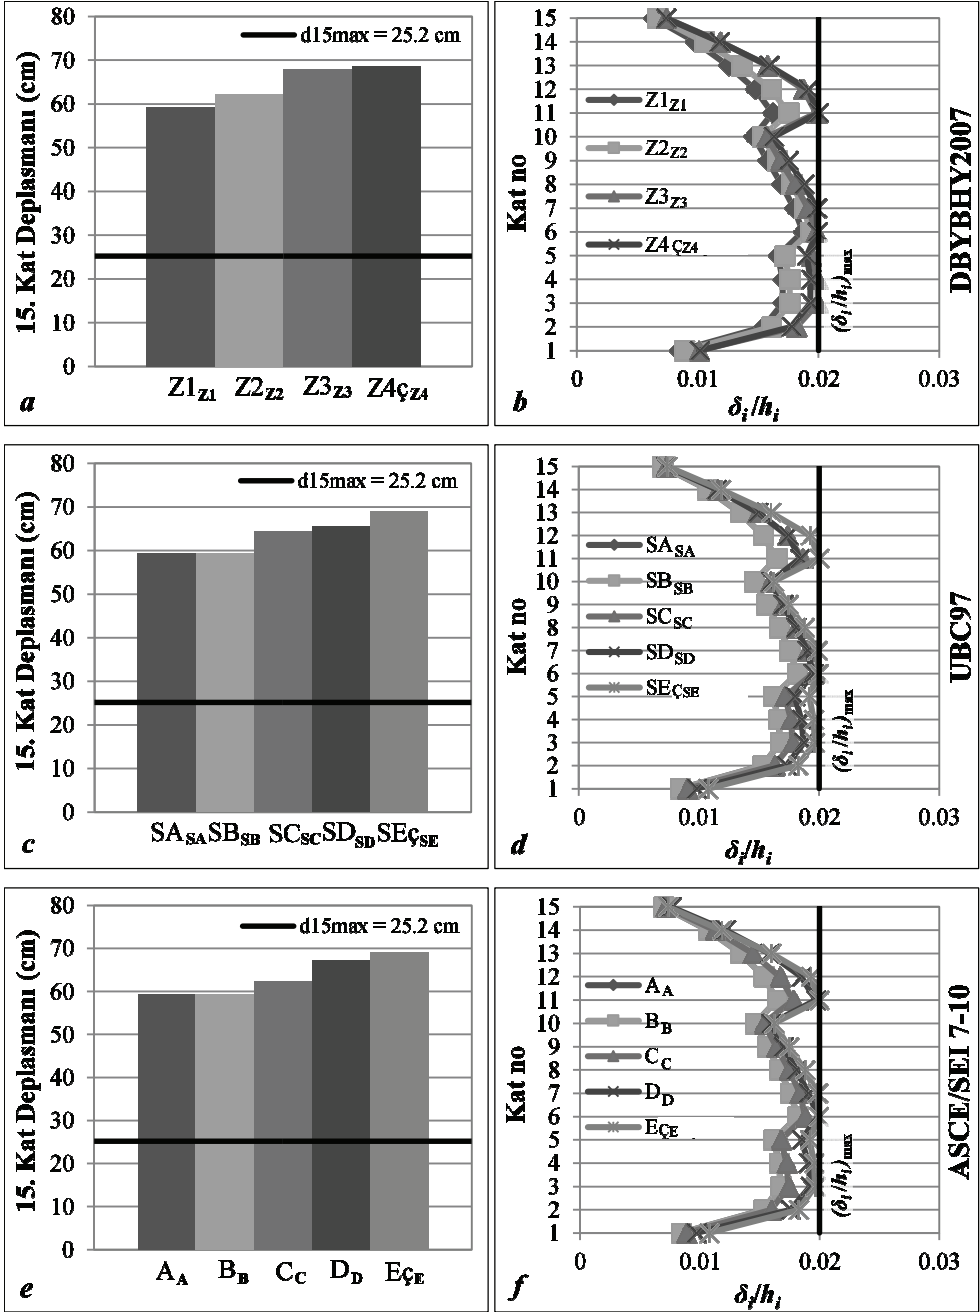 80
70
60
50
40
30
20
10
0
15. Kat Deplasmanı (cm)
d15max = 25.2 cm
Z1Z1 Z2Z2 Z3Z3 Z4çZ4
a
15
14
13
12
11
10
9
8
7
6
5
4
3
2
1
Kat no
Z1Z1
Z2Z2
Z3Z3
Z4çZ4
(δi/hi)max
0 0.01 0.02 0.03
δi/hi
b
DBYBHY2007
80
70
60
50
40
30
20
10
0
15. Kat Deplasmanı (cm)
d15max = 25.2 cm
SASA SBSB SCSC SDSD SEÇSE
c
15
14
13
12
11
10
9
8
7
6
5
4
3
2
1
Kat no
SASA
SBSB
SCSC
SDSD
SEÇSE
(δi/hi)max
0 0.01 0.02 0.03
δi/hi
d
UBC97
80
70
60
50
40
30
20
10
0
15. Kat Deplasmanı (cm)
d15max = 25.2 cm
AA BB CC DD EÇE
e
15
14
13
12
11
10
9
8
7
6
5
4
3
2
1
Kat no
AA
BB
CC
DD
EÇE
(δi/hi)max
0 0.01 0.02 0.03
δi/hi
f
ASCE/SEI 7-10